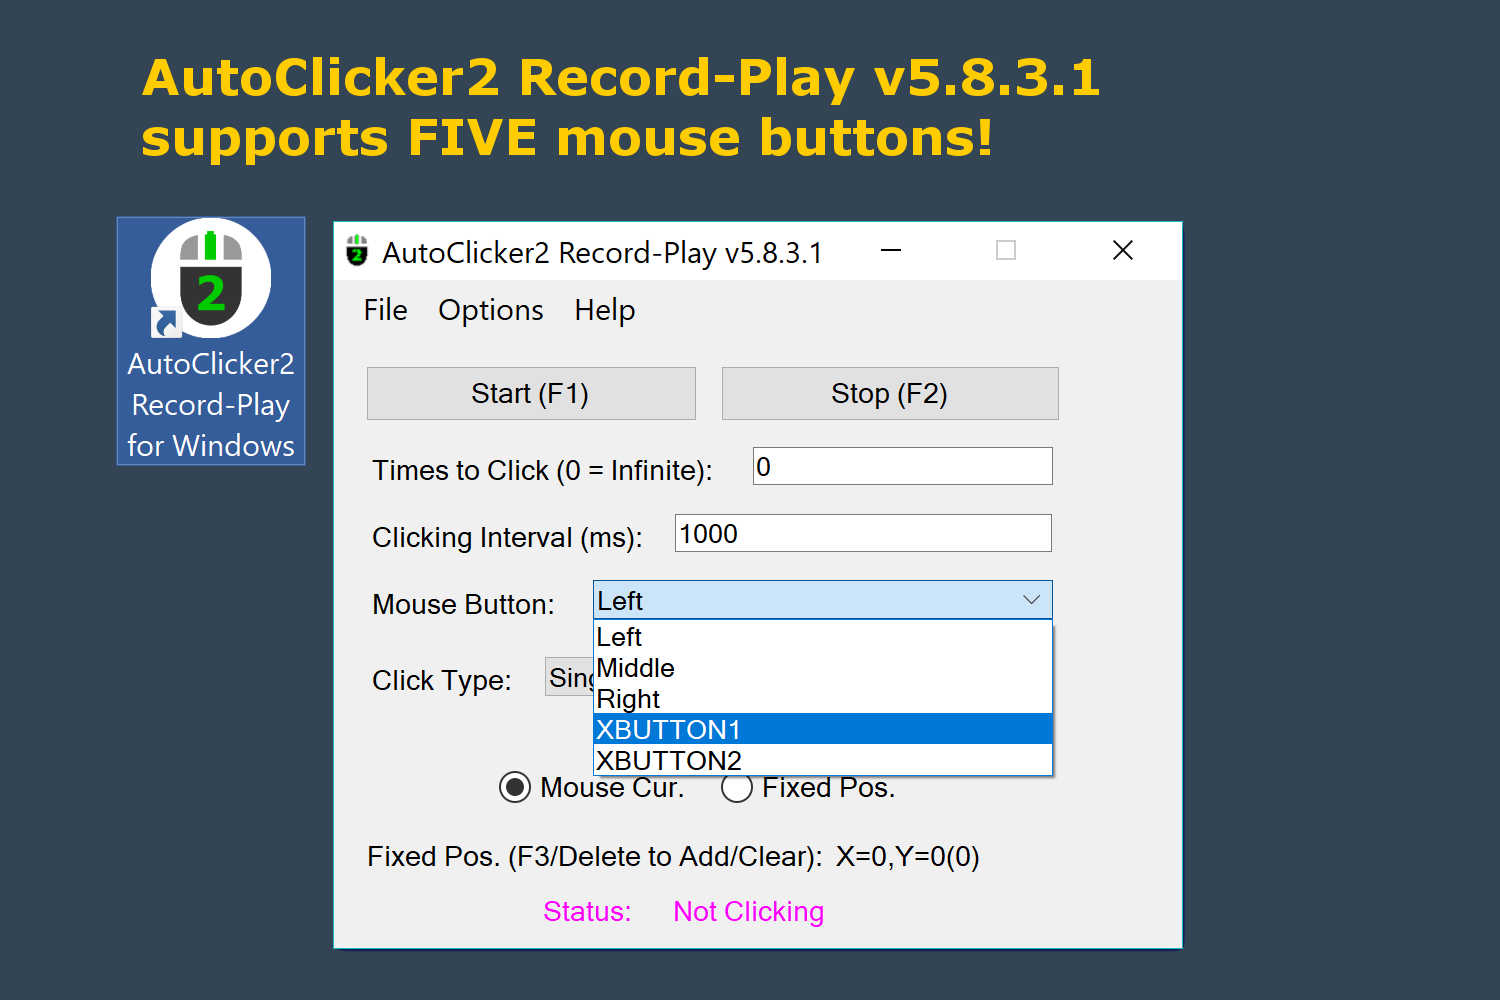 AutoClicker2 Record-Play v5.8.3.1
supports FIVE mouse buttons!
2
AutoClicker2
Record-Play
for Windows
2 AutoClicker2 Record-Play v5.8.3.1
File Options Help
Start (F1) Stop (F2)
Times to Click (0 = Infinite): 0
Clicking Interval (ms): 1000
Mouse Button: Left
Left
Middle
Click Type: Sing
Right
XBUTTON1
XBUTTON2
Mouse Cur. Fixed Pos.
Fixed Pos. (F3/Delete to Add/Clear): X=0,Y=0(0)
Status: Not Clicking